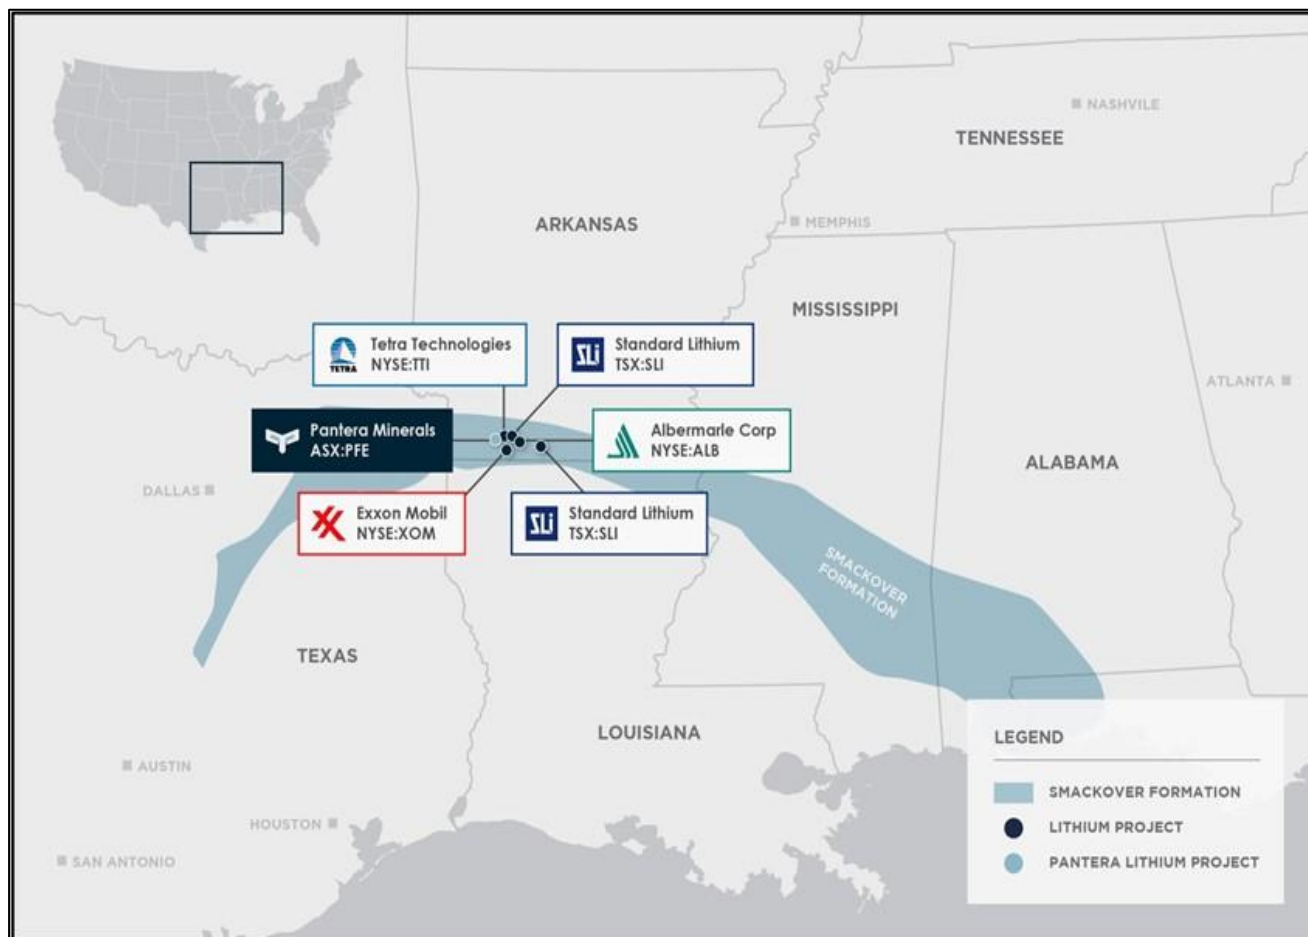 NASHVILE
TENNESSEE
ARKANSAS
MEMPHIS
MISSISSIPPI
Tetra Technologies
NYSE:TTI
TETRA
SLi
Standard Lithium
TSX:SLI
ATLANTA
Pantera Minerals
ASX:PFE
Albermarle Corp
NYSE:ALB
ALABAMA
DALLAS
Exxon Mobil
NYSE:XOM
SLi
Standard Lithium
TSX:SLI
SMACKOVER
FORMATION
TEXAS
LOUISIANA
AUSTIN
HOUSTON
SAN ANTONIO
LEGEND
SMACKOVER FORMATION
LITHIUM PROJECT
PANTERA LITHIUM PROJECT